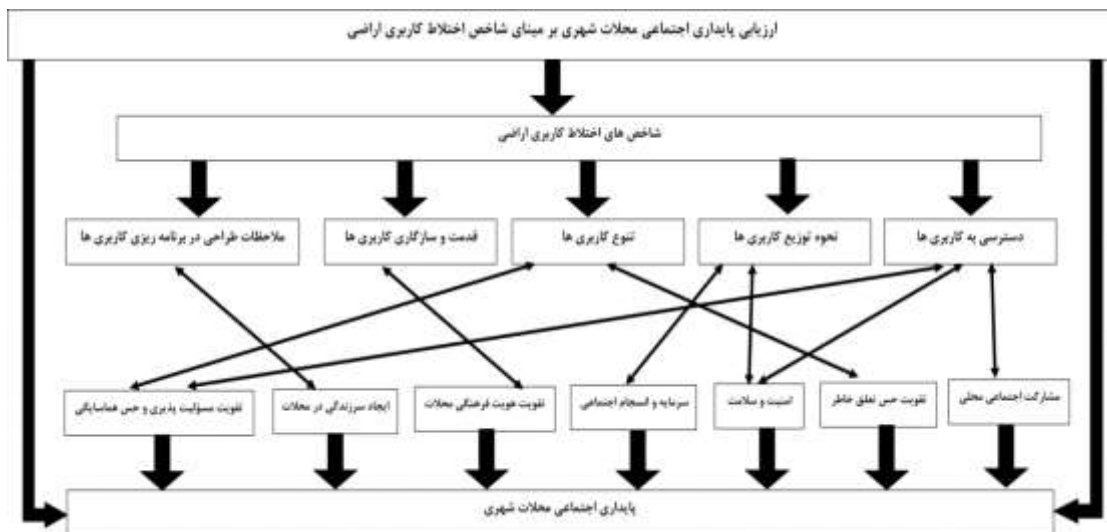 ارزیابی پایداری اجتماعی محلات شهری بر مبنای شاخص اختلاط کاربری اراضی
شاخص های اختلاط کاربری اراضی
دسترسی به کاربری ها
نحوه توزیع کاربری ها
تنوع کاربری ها
قدمت و سازگاری کاربری ها
ملاحظات طراحی در برنامه ریزی کاربری ها
مشارکت اجتماعی محلی
تقویت حس تعلق خاطر
امنیت و سلامت
سرمایه و انسجام اجتماعی
تقویت هویت فرهنگی محلات
ایجاد سرزندگی در محلات
تقویت مسؤلیت پذیری و حس همسایگی
پایداری اجتماعی محلات شهری